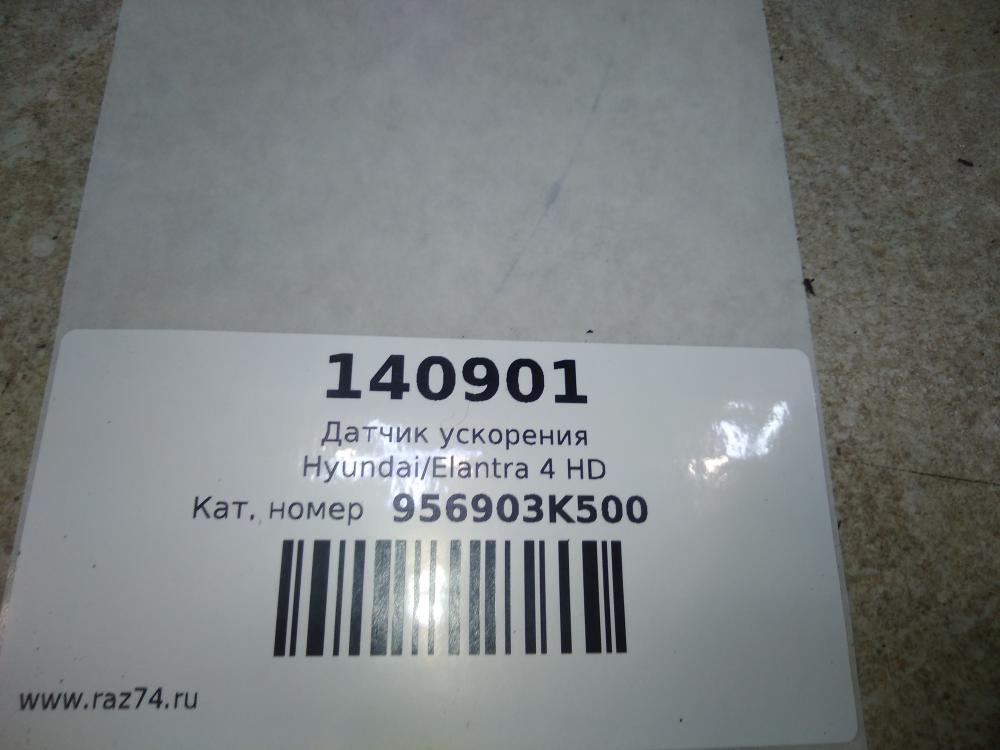 140901
Датчик ускорения
Hyundai/Elantra 4 HD
Кат. номер 956903K500
www.raz74.ru